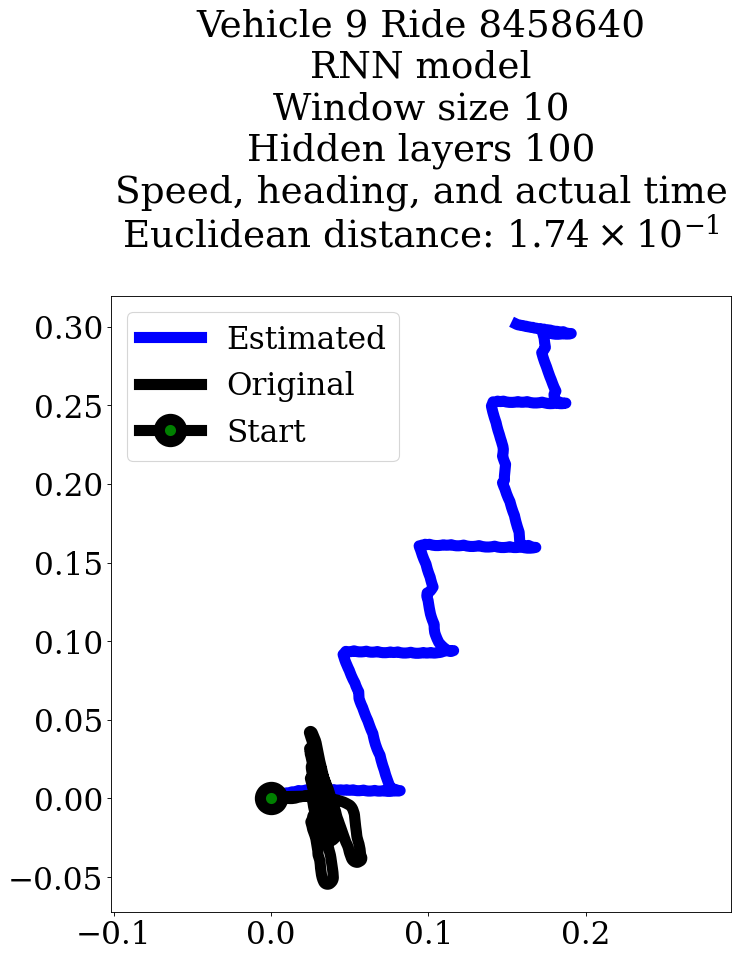 Vehicle 9 Ride 8458640
RNN model
Window size 10
Hidden layers 100
Speed, heading, and actual time
Euclidean distance: 1.74 × 10⁻¹
Estimated
Original
Start
0.30
0.25
0.20
0.15
0.10
0.05
0.00
−0.05
−0.1
0.0
0.1
0.2